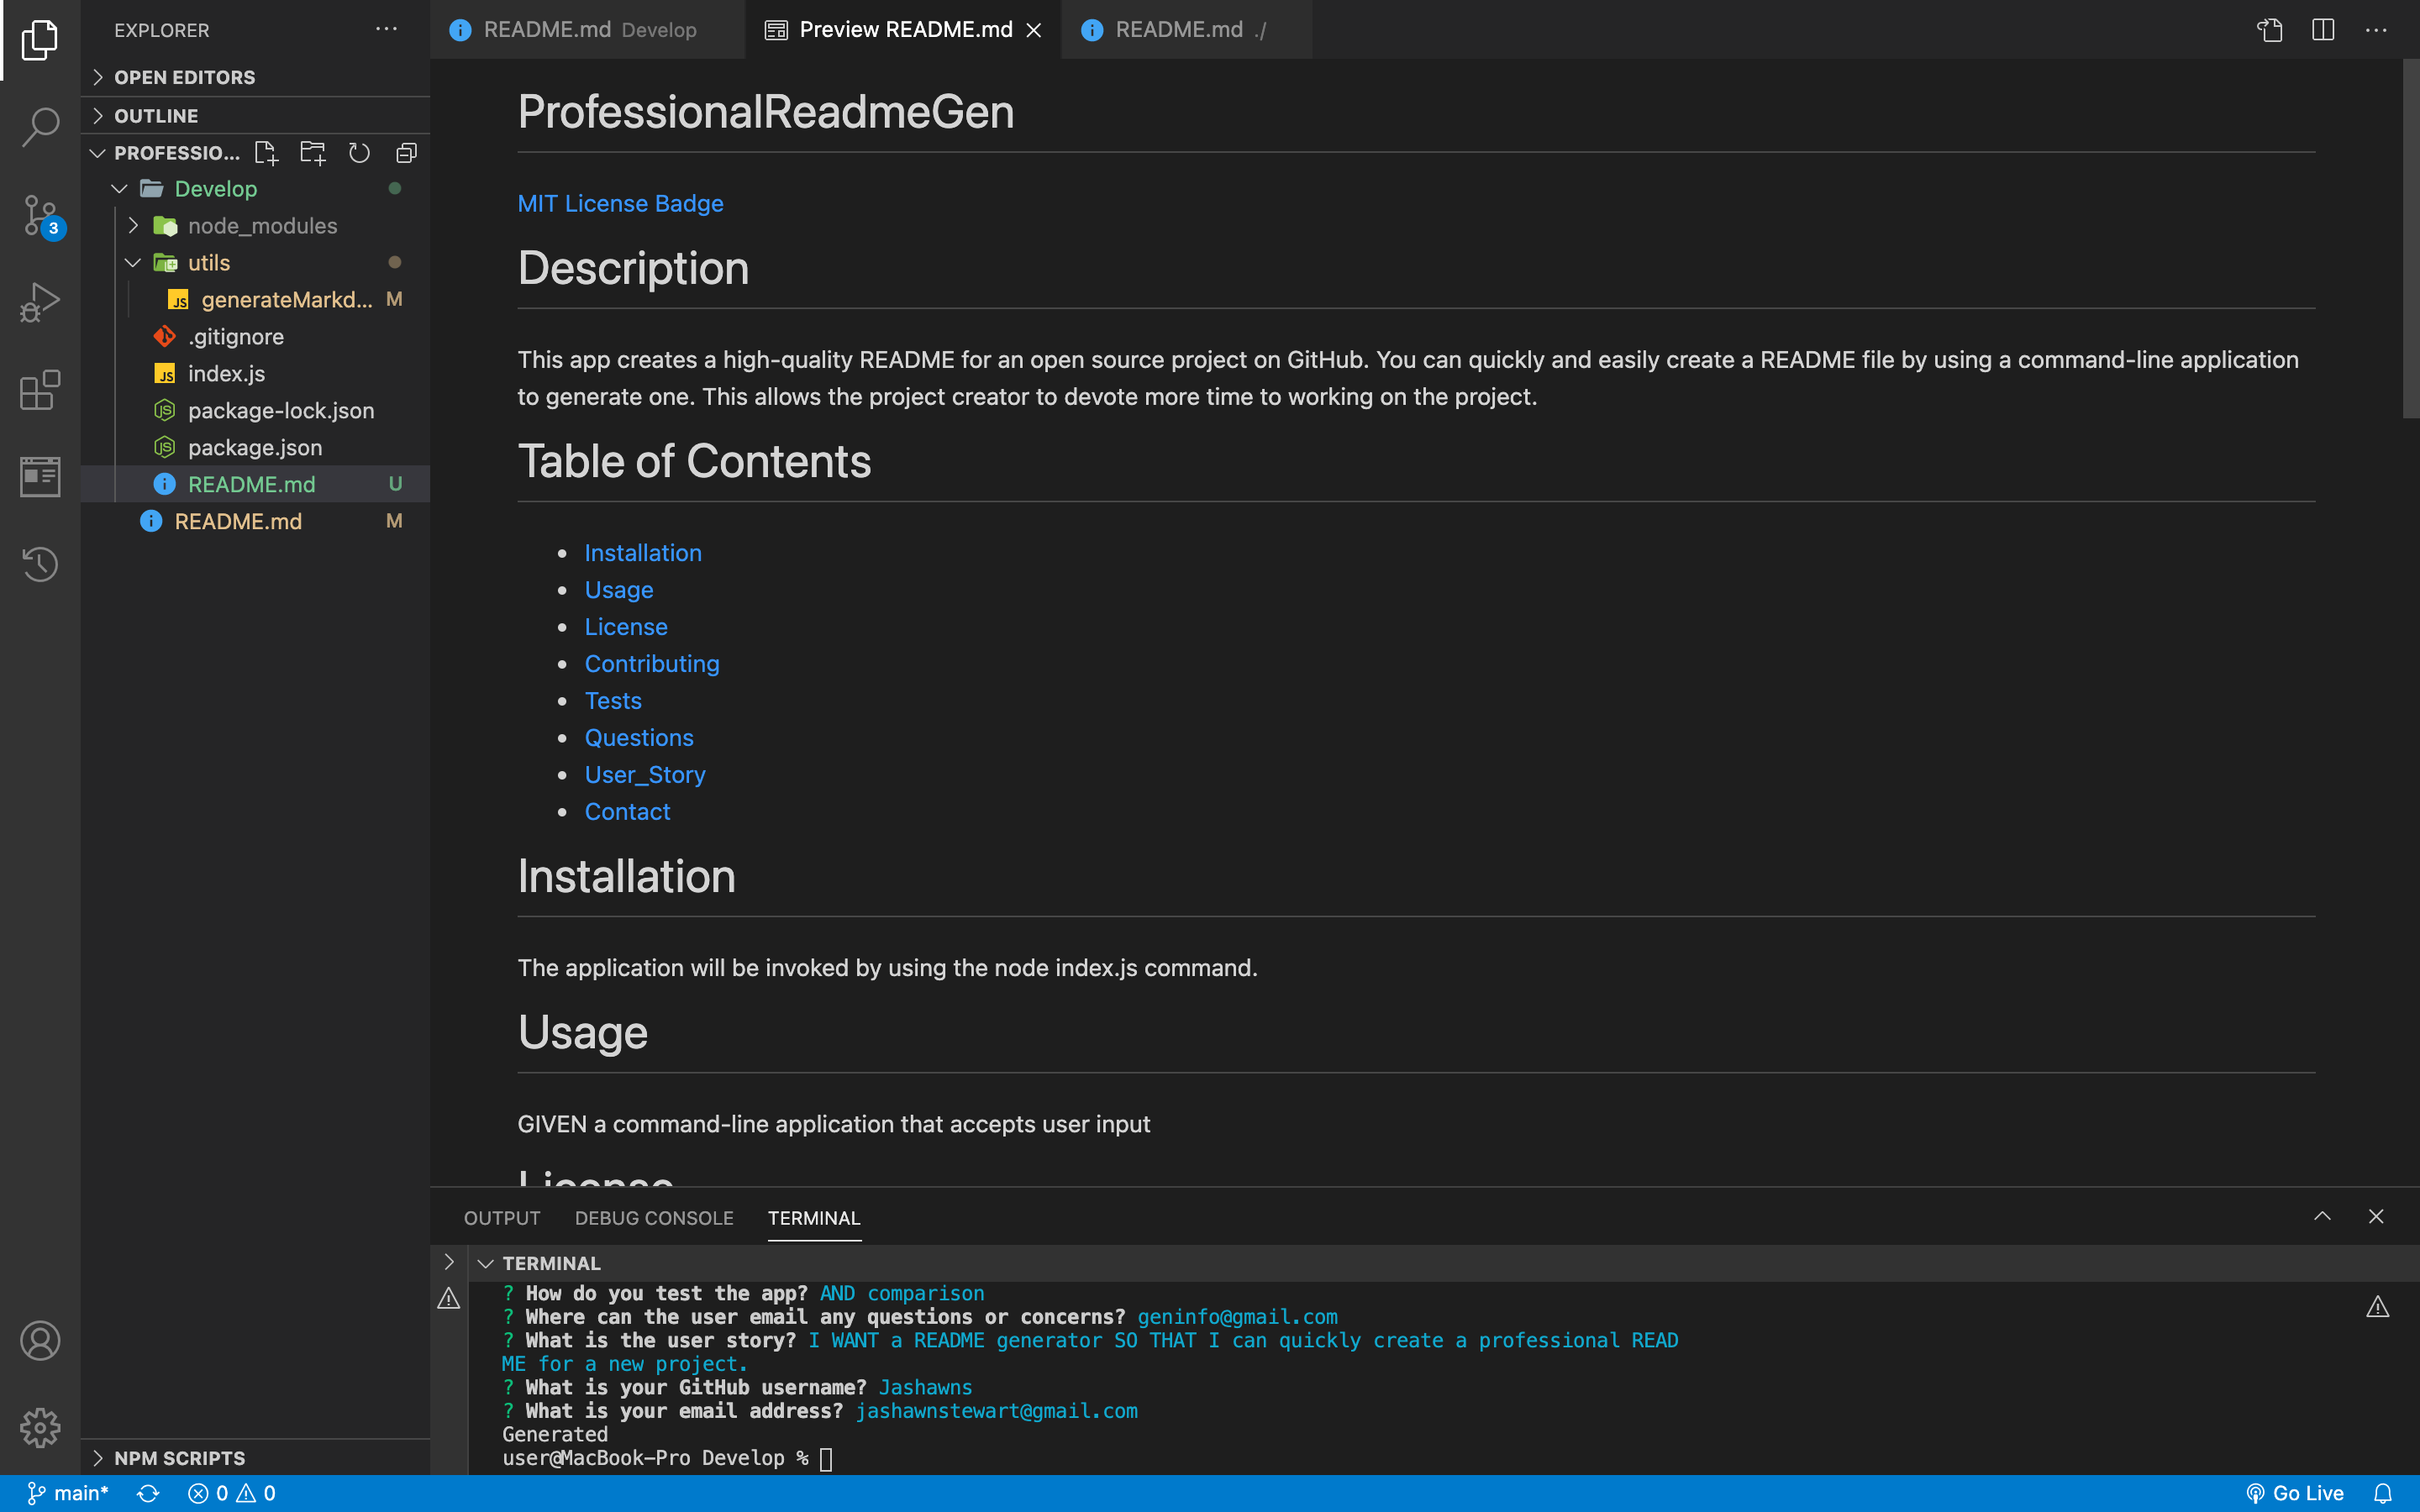 EXPLORER
README.md Develop
Preview README.md
README.md ./
OPEN EDITORS
OUTLINE
PROFESSIO...
Develop
node_modules
utils
JS generateMarkd... M
.gitignore
JS index.js
JS package-lock.json
JS package.json
README.md U
README.md M
3
ProfessionalReadmeGen
MIT License Badge
Description
This app creates a high-quality README for an open source project on GitHub. You can quickly and easily create a README file by using a command-line application
to generate one. This allows the project creator to devote more time to working on the project.
Table of Contents
• Installation
• Usage
• License
• Contributing
• Tests
• Questions
• User_Story
• Contact
Installation
The application will be invoked by using the node index.js command.
Usage
GIVEN a command-line application that accepts user input
License
OUTPUT DEBUG CONSOLE TERMINAL
TERMINAL
? How do you test the app? AND comparison
? Where can the user email any questions or concerns? geninfo@gmail.com
? What is the user story? I WANT a README generator SO THAT I can quickly create a professional READ
ME for a new project.
? What is your GitHub username? Jashawns
? What is your email address? jashawnstewart@gmail.com
Generated
user@MacBook-Pro Develop %
NPM SCRIPTS
main* 0 0
Go Live